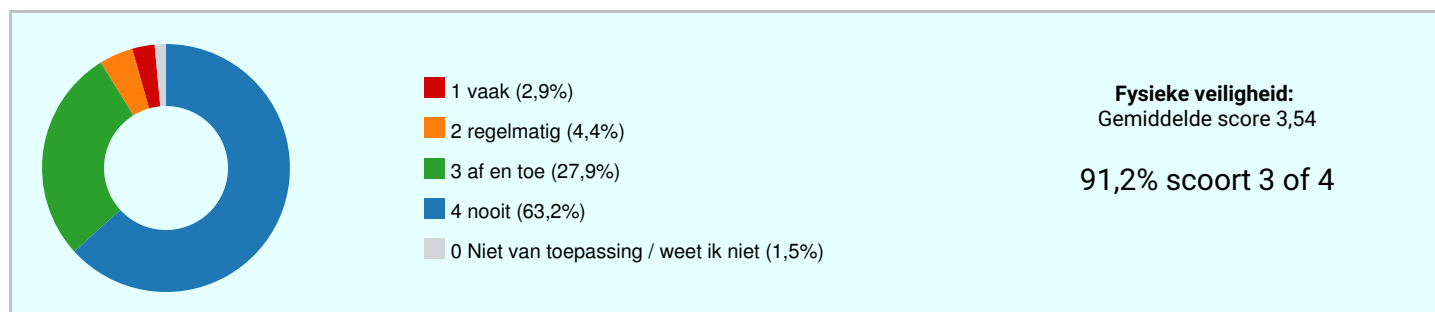 1 vaak (2,9%)
2 regelmatig (4,4%)
3 af en toe (27,9%)
4 nooit (63,2%)
0 Niet van toepassing / weet ik niet (1,5%)
Fysieke veiligheid:
Gemiddelde score 3,54
91,2% scoort 3 of 4